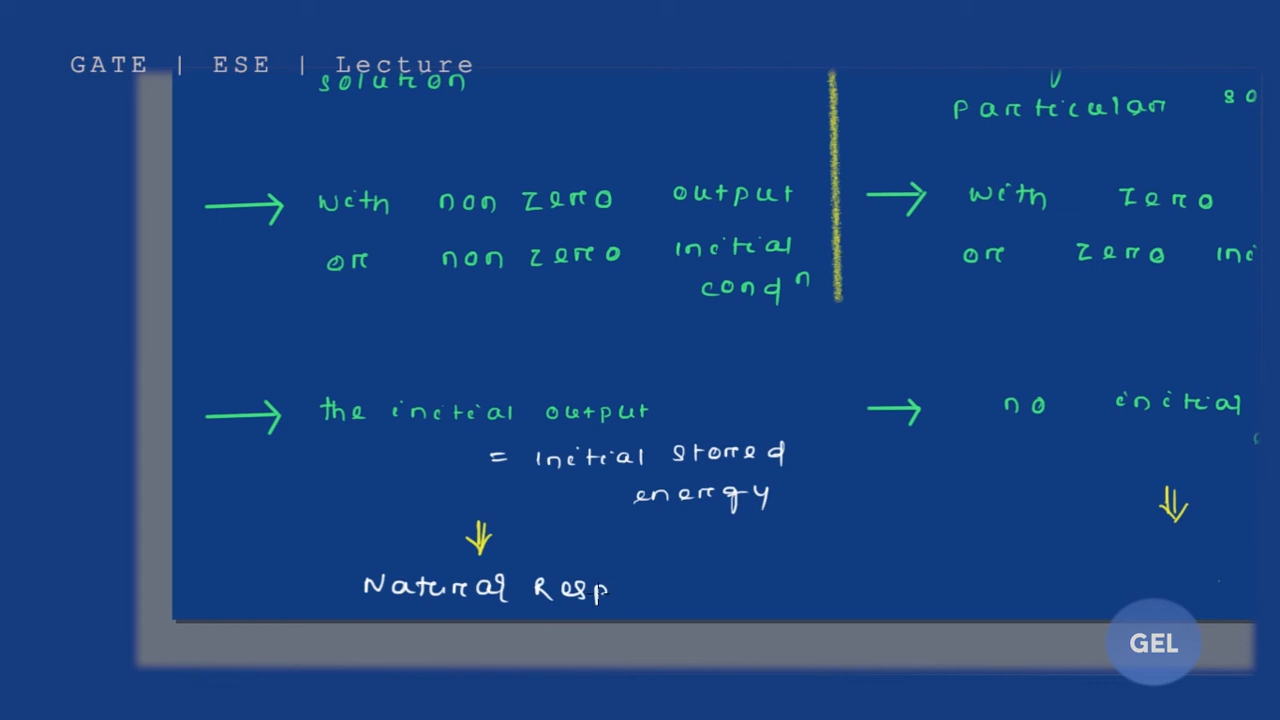 GATE | ESE | Lecture
solution
particular so
with non zero output
or non zero initial
condⁿ
with zero
or zero ini
the initial output
= initial stored
energy
no initial
Natural Resp
GEL